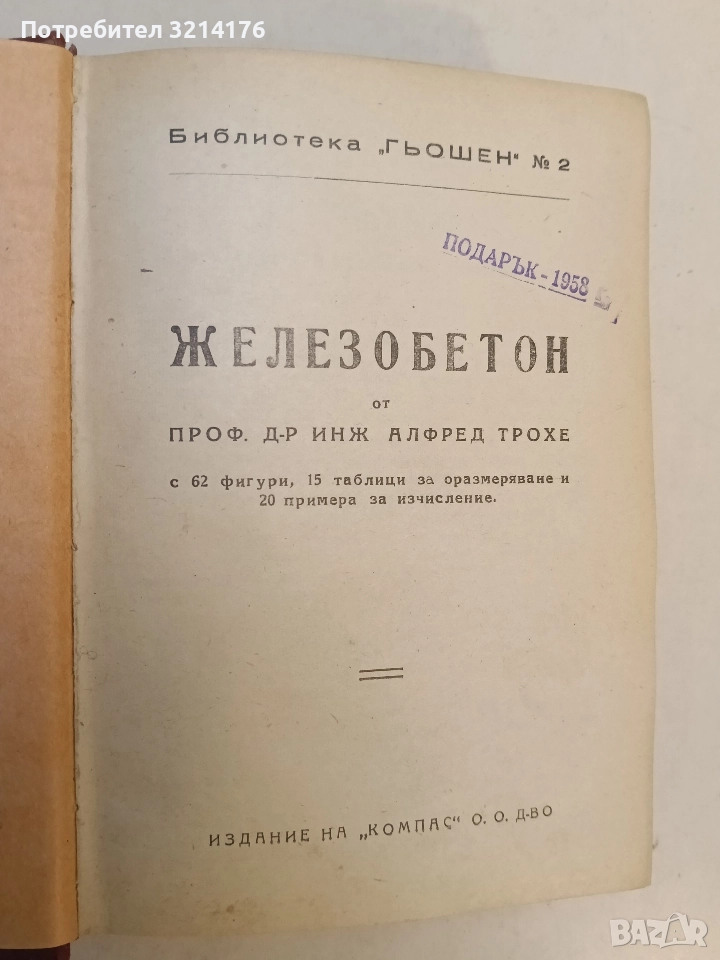 Потребител 3214176
Библиотека „ГЬОШЕН" № 2
ПОДАРЪК - 1958
ЖЕЛЕЗОБЕТОН
от
ПРОФ. Д-Р ИНЖ АЛФРЕД ТРОХЕ
с 62 фигури, 15 таблици за оразмеряване и
20 примера за изчисление.
ИЗДАНИЕ НА „КОМПАС" О. О. Д-ВО
BAZAR